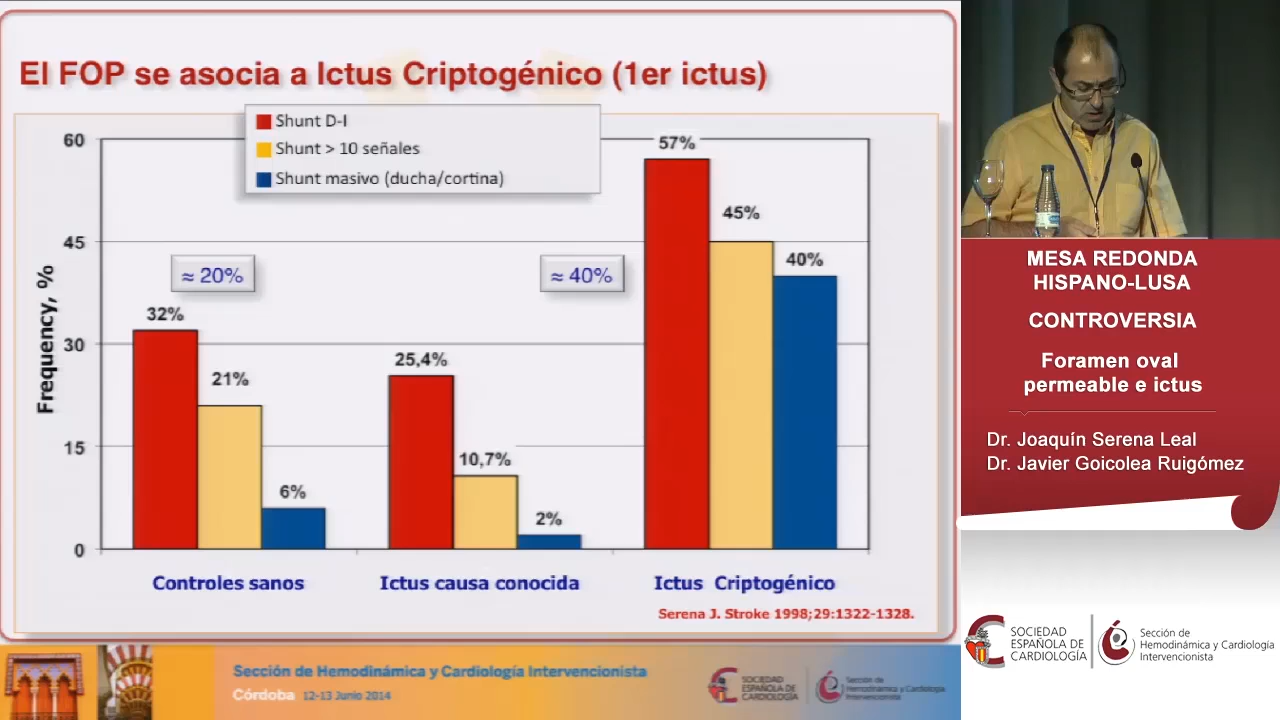 El FOP se asocia a Ictus Criptogénico (1er ictus)
Shunt D-I
Shunt > 10 señales
Shunt masivo (ducha/cortina)
Frequency, %
60
45
30
15
0
≈ 20%
≈ 40%
32%
21%
6%
25,4%
10,7%
2%
57%
45%
40%
Controles sanos
Ictus causa conocida
Ictus Criptogénico
Serena J. Stroke 1998;29:1322-1328.
Sección de Hemodinámica y Cardiología Intervencionista
Córdoba 12-13 Junio 2014
SOCIEDAD
ESPAÑOLA DE
CARDIOLOGÍA
Sección de
Hemodinámica y Cardiología
Intervencionista
MESA REDONDA
HISPANO-LUSA
CONTROVERSIA
Foramen oval
permeable e ictus
Dr. Joaquín Serena Leal
Dr. Javier Goicolea Ruigómez
SOCIEDAD
ESPAÑOLA DE
CARDIOLOGÍA
Sección de
Hemodinámica y Cardiología
Intervencionista